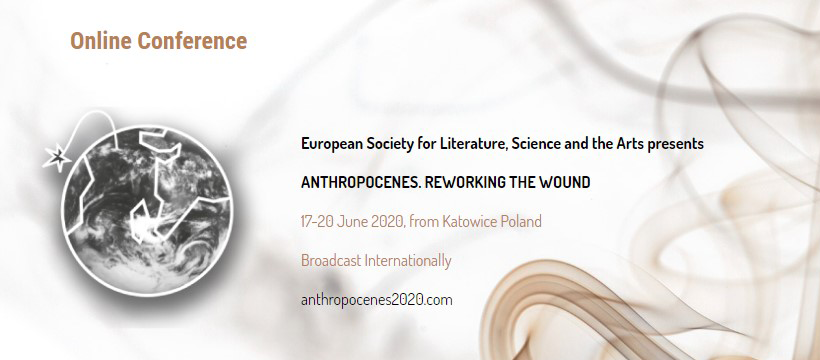 Online Conference
European Society for Literature, Science and the Arts presents
ANTHROPOCENES. REWORKING THE WOUND
17-20 June 2020, from Katowice Poland
Broadcast Internationally
anthropocenes2020.com